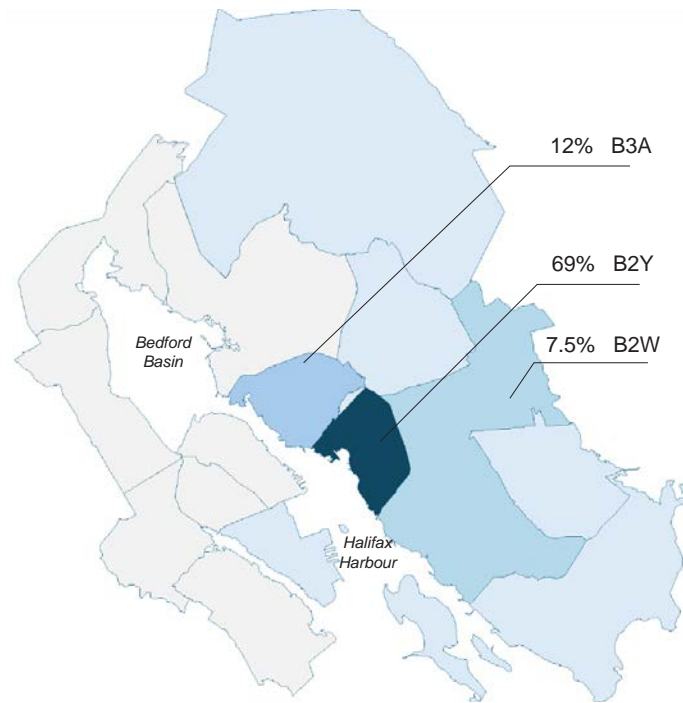 12% B3A
69% B2Y
7.5% B2W
Bedford
Basin
Halifax
Harbour